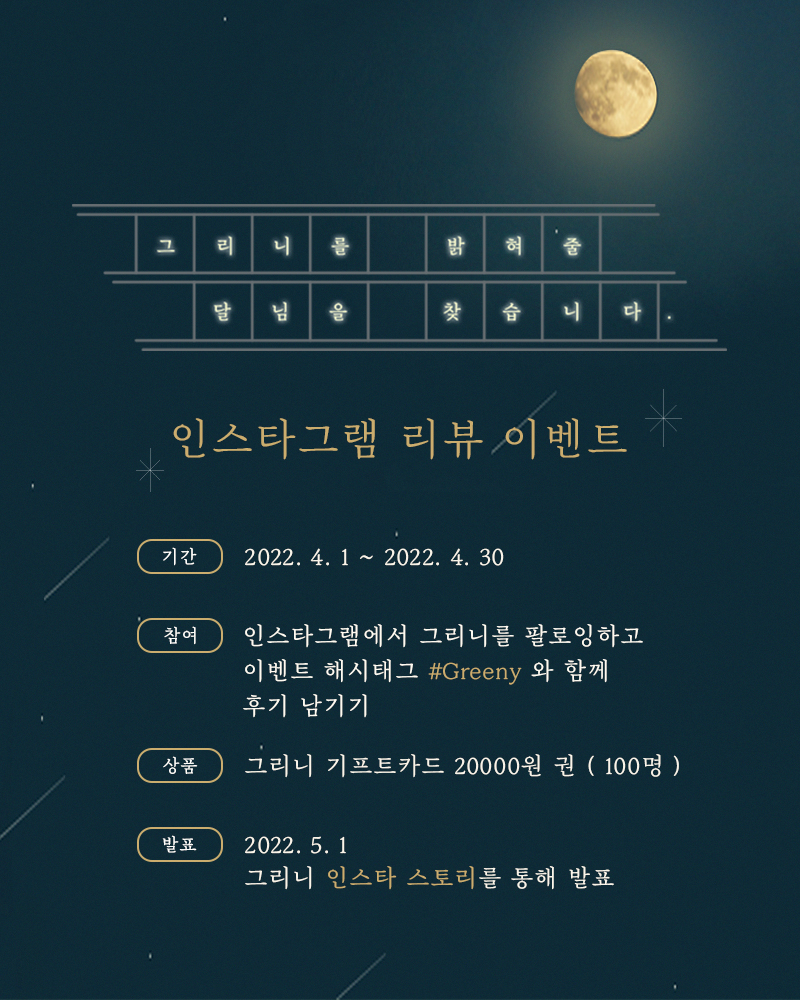 그리니를 밝혀줄
달님을 찾습니다.
인스타그램 리뷰 이벤트
기간 2022. 4. 1 ~ 2022. 4. 30
참여 인스타그램에서 그리니를 팔로잉하고
이벤트 해시태그 #Greeny 와 함께
후기 남기기
상품 그리니 기프트카드 20000원 권 ( 100명 )
발표 2022. 5. 1
그리니 인스타 스토리를 통해 발표